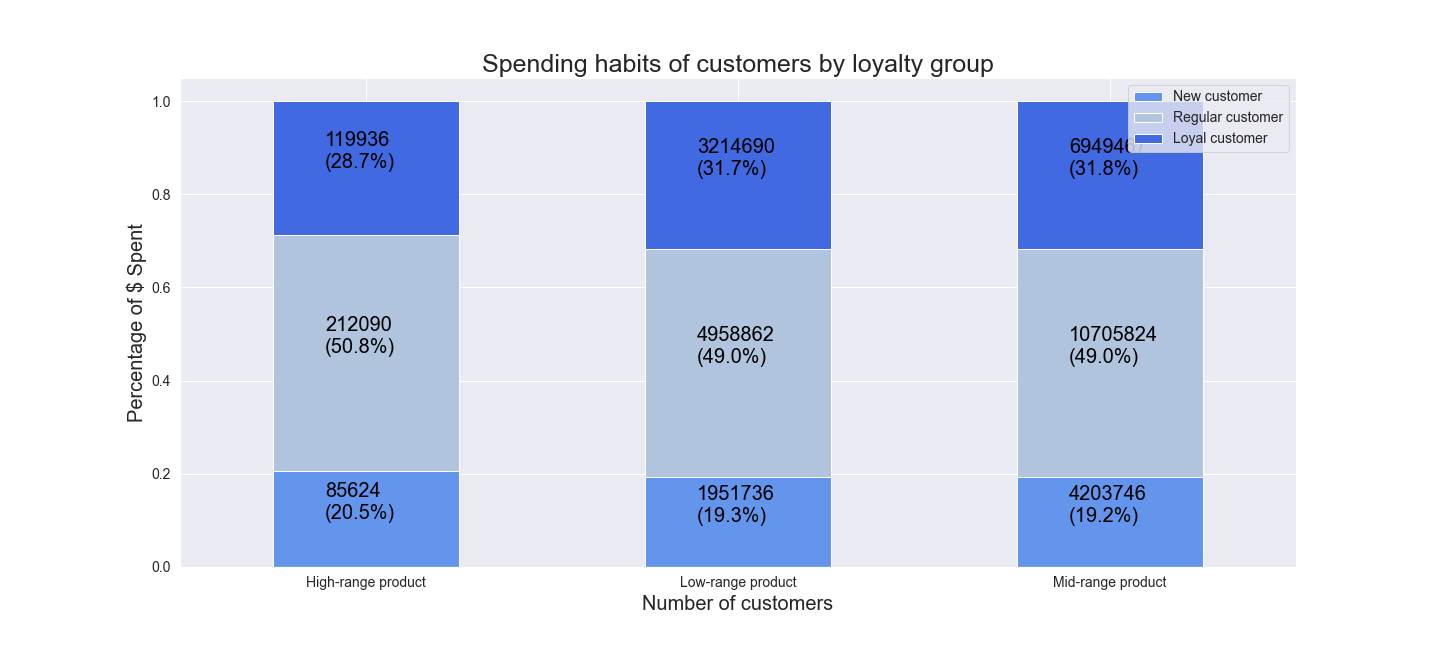 Spending habits of customers by loyalty group
New customer
Regular customer
Loyal customer
Percentage of $ Spent
1.0
0.8
0.6
0.4
0.2
0.0
119936
(28.7%)
212090
(50.8%)
85624
(20.5%)
3214690
(31.7%)
4958862
(49.0%)
1951736
(19.3%)
6949467
(31.8%)
10705824
(49.0%)
4203746
(19.2%)
High-range product
Low-range product
Mid-range product
Number of customers